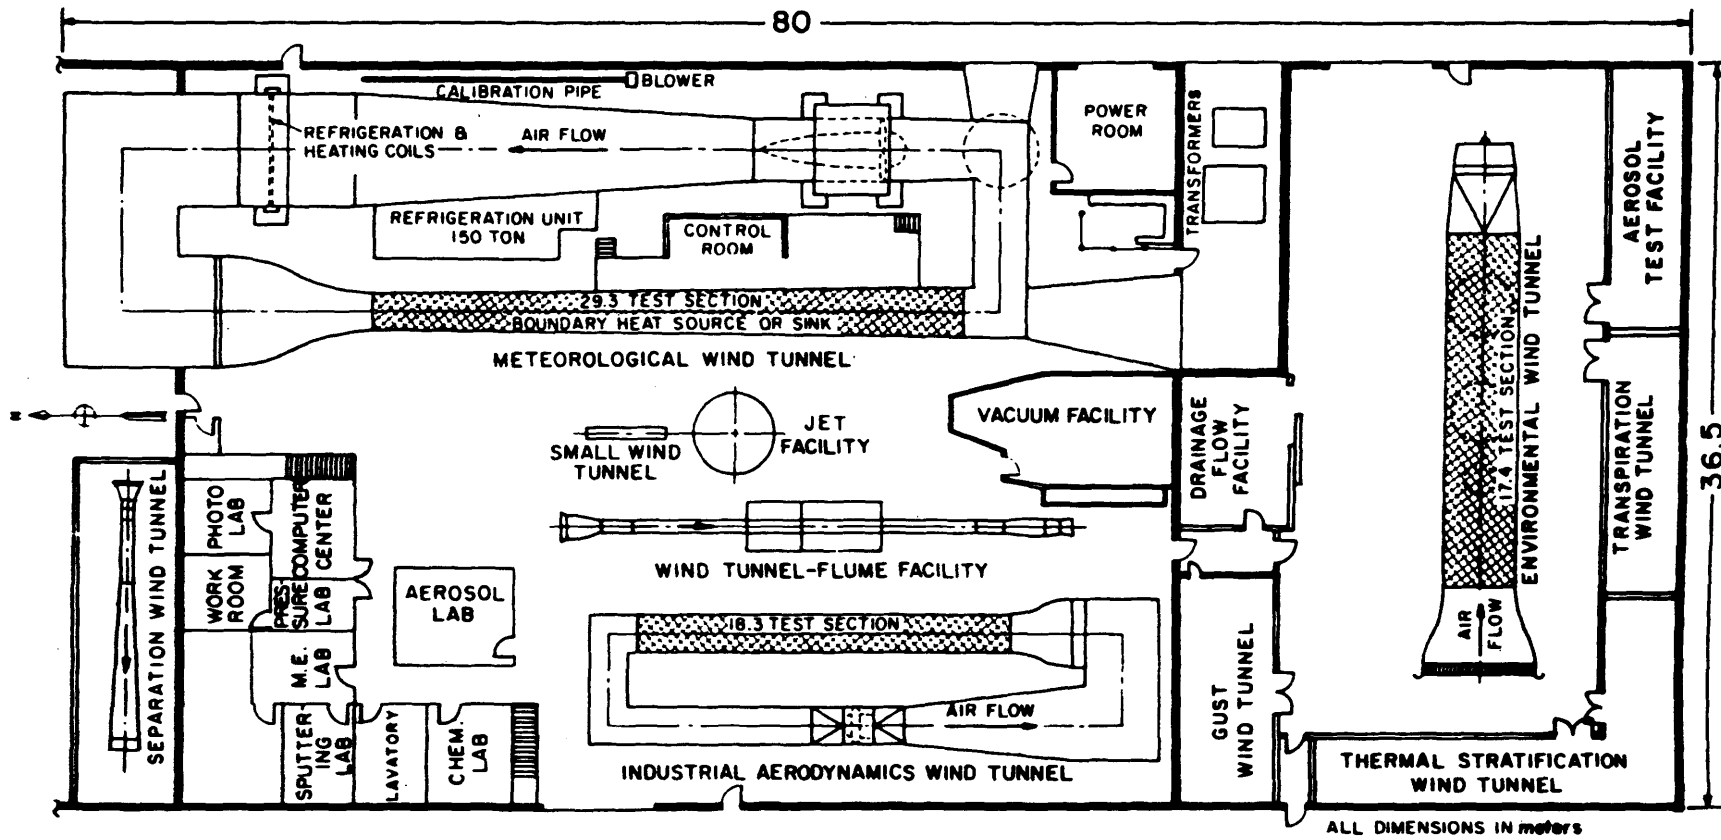 80
BLOWER
CALIBRATION PIPE
REFRIGERATION &
HEATING COILS
AIR FLOW
POWER
ROOM
TRANSFORMERS
AEROSOL
TEST FACILITY
REFRIGERATION UNIT
150 TON
CONTROL
ROOM
29.3 TEST SECTION
BOUNDARY HEAT SOURCE OR SINK
METEOROLOGICAL WIND TUNNEL
17.4 TEST SECTION
ENVIRONMENTAL WIND TUNNEL
AIR
FLOW
TRANSPIRATION
WIND TUNNEL
36.5
N
JET
FACILITY
SMALL WIND
TUNNEL
VACUUM FACILITY
DRAINAGE
FLOW
FACILITY
SEPARATION WIND TUNNEL
PHOTO
LAB
COMPUTER
CENTER
WORK
ROOM
PRES-
SURE
LAB
AEROSOL
LAB
WIND TUNNEL-FLUME FACILITY
M.E.
LAB
SPUTTER-
ING
LAB
LAVATORY
CHEM.
LAB
18.3 TEST SECTION
AIR FLOW
INDUSTRIAL AERODYNAMICS WIND TUNNEL
GUST
WIND TUNNEL
THERMAL STRATIFICATION
WIND TUNNEL
ALL DIMENSIONS IN meters